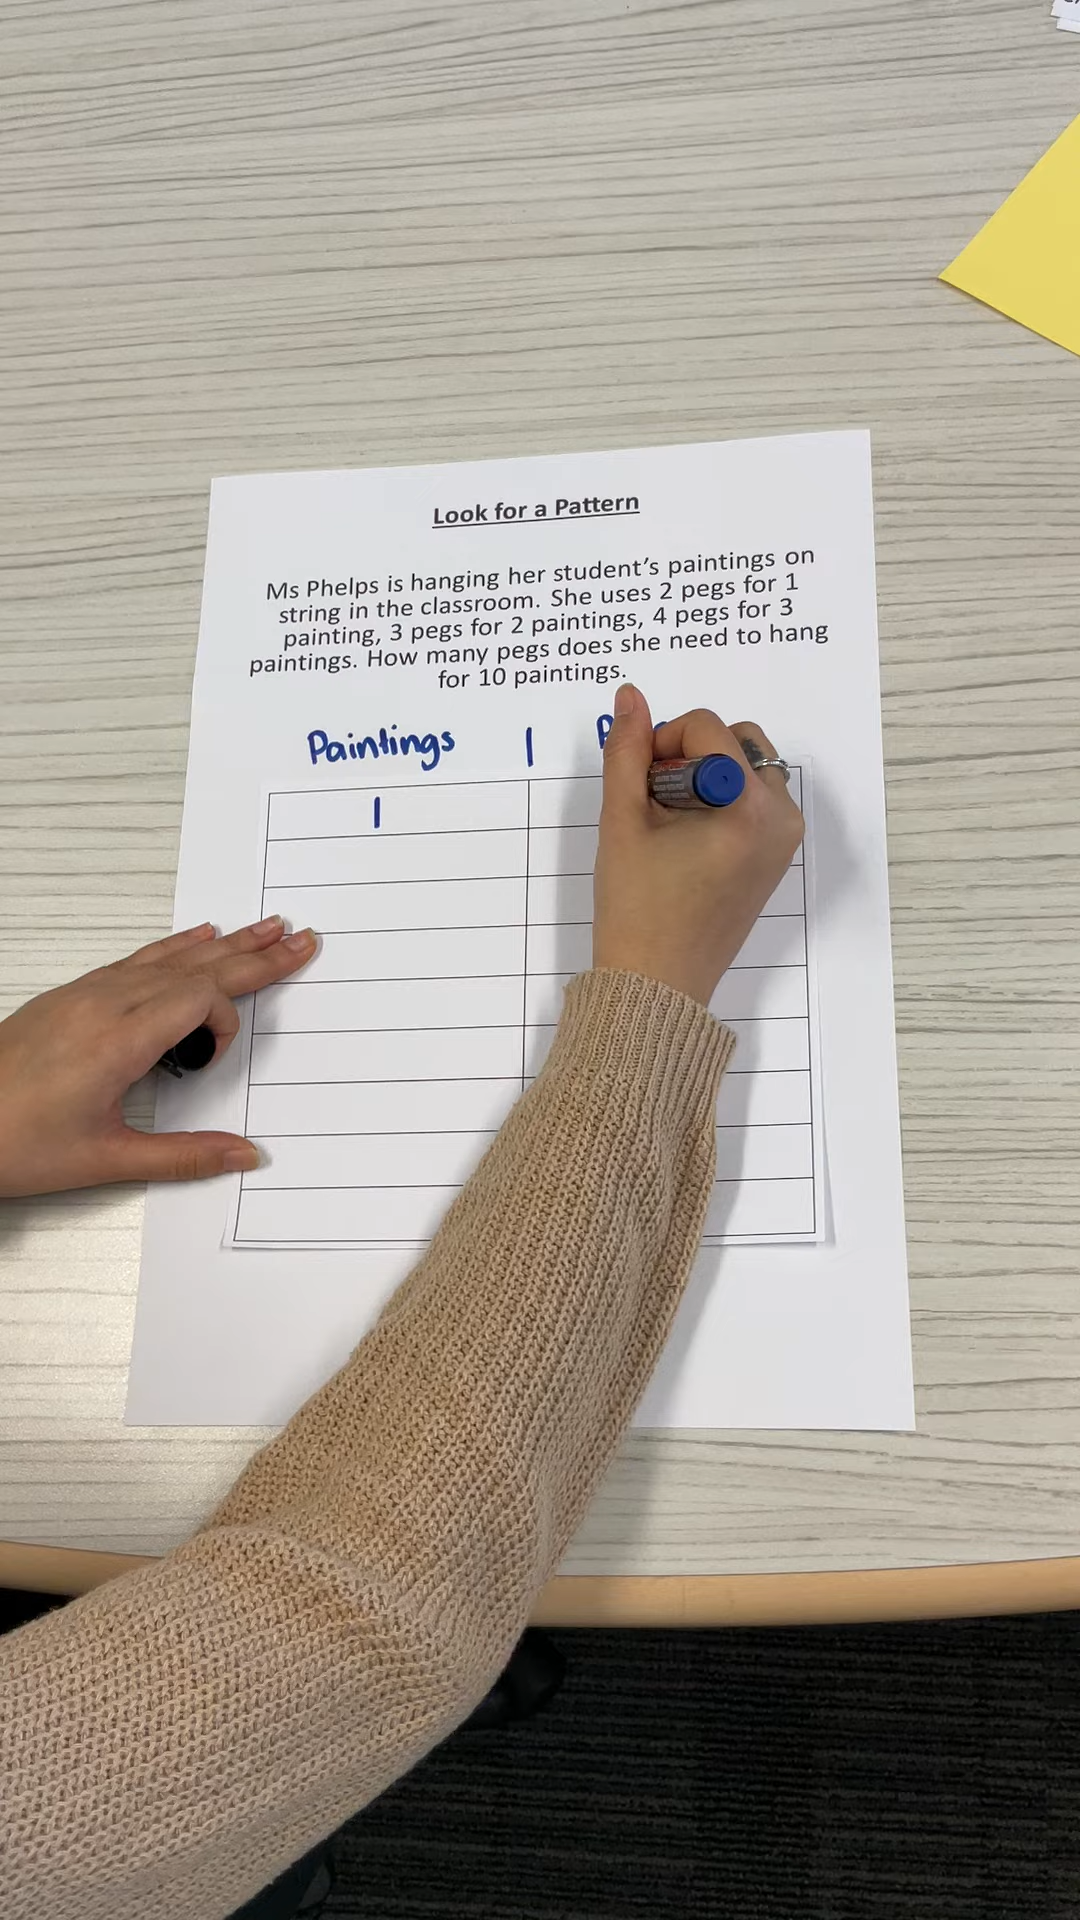 Look for a Pattern
Ms Phelps is hanging her student's paintings on
string in the classroom. She uses 2 pegs for 1
painting, 3 pegs for 2 paintings, 4 pegs for 3
paintings. How many pegs does she need to hang
for 10 paintings.
Paintings |
1